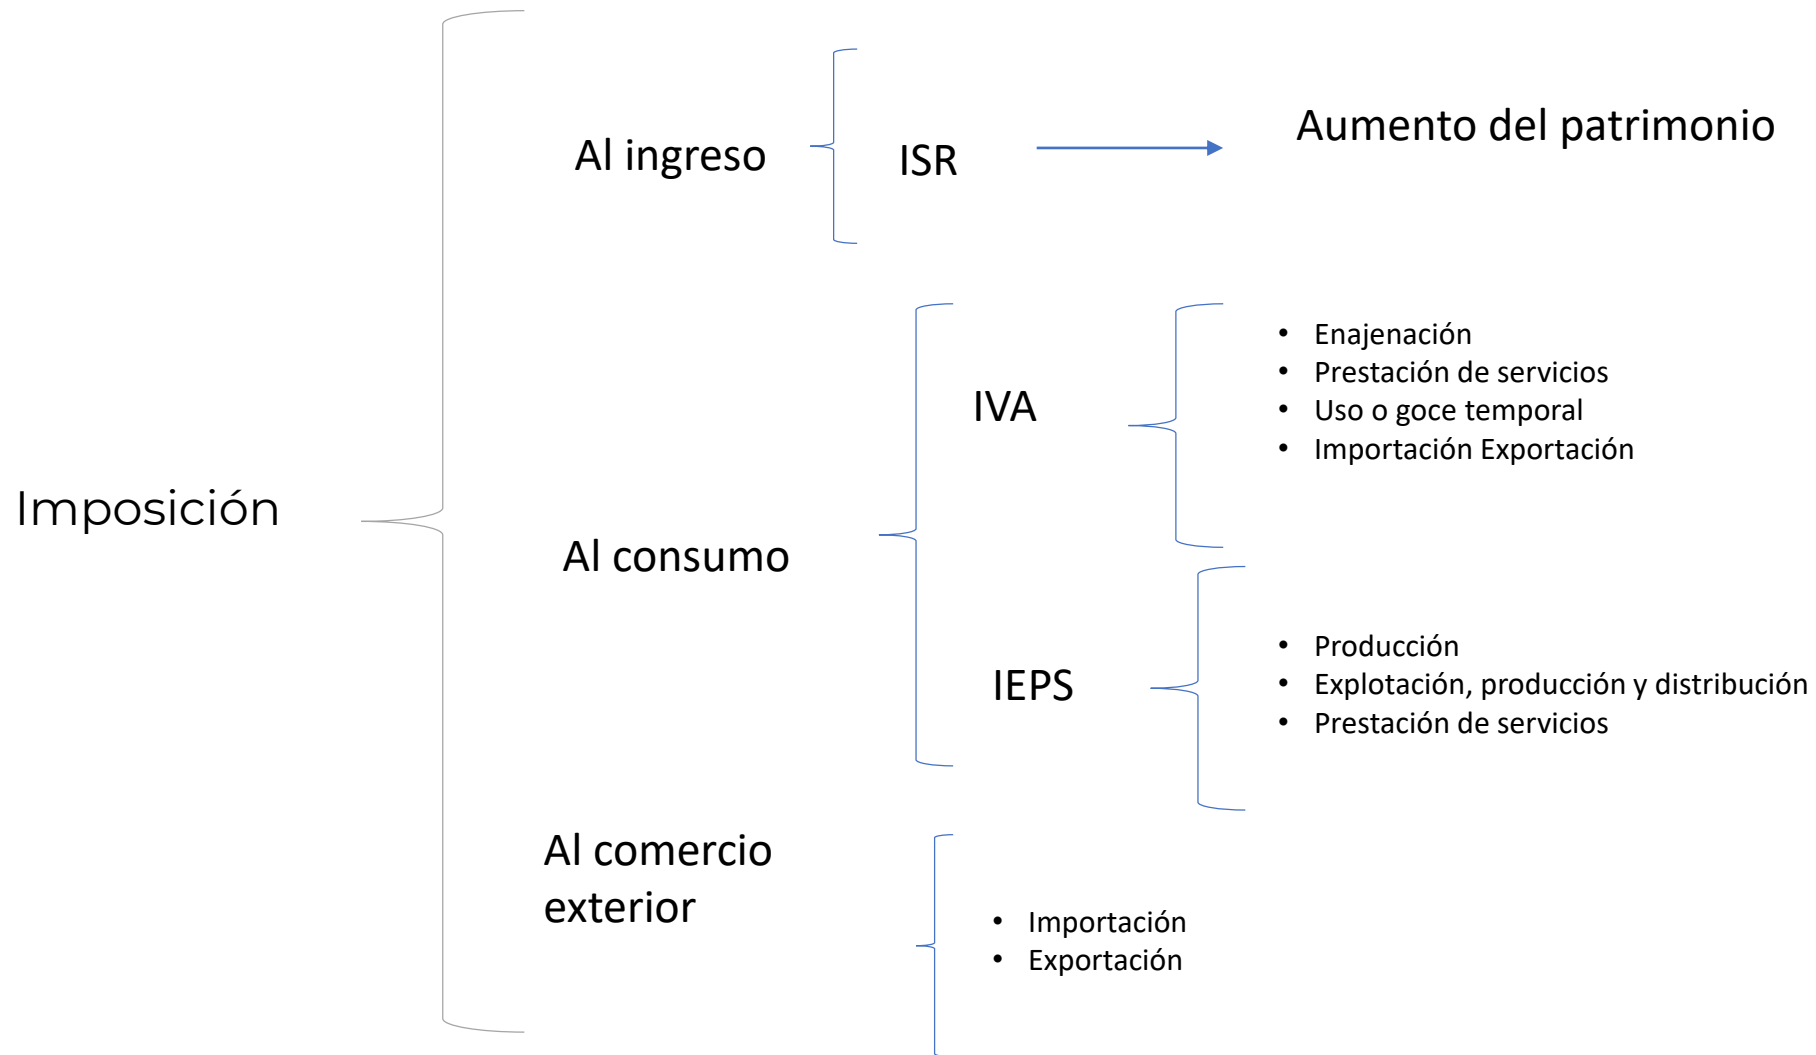 Imposición
Al ingreso
ISR
Aumento del patrimonio
Al consumo
IVA
• Enajenación
• Prestación de servicios
• Uso o goce temporal
• Importación Exportación
IEPS
• Producción
• Explotación, producción y distribución
• Prestación de servicios
Al comercio
exterior
• Importación
• Exportación